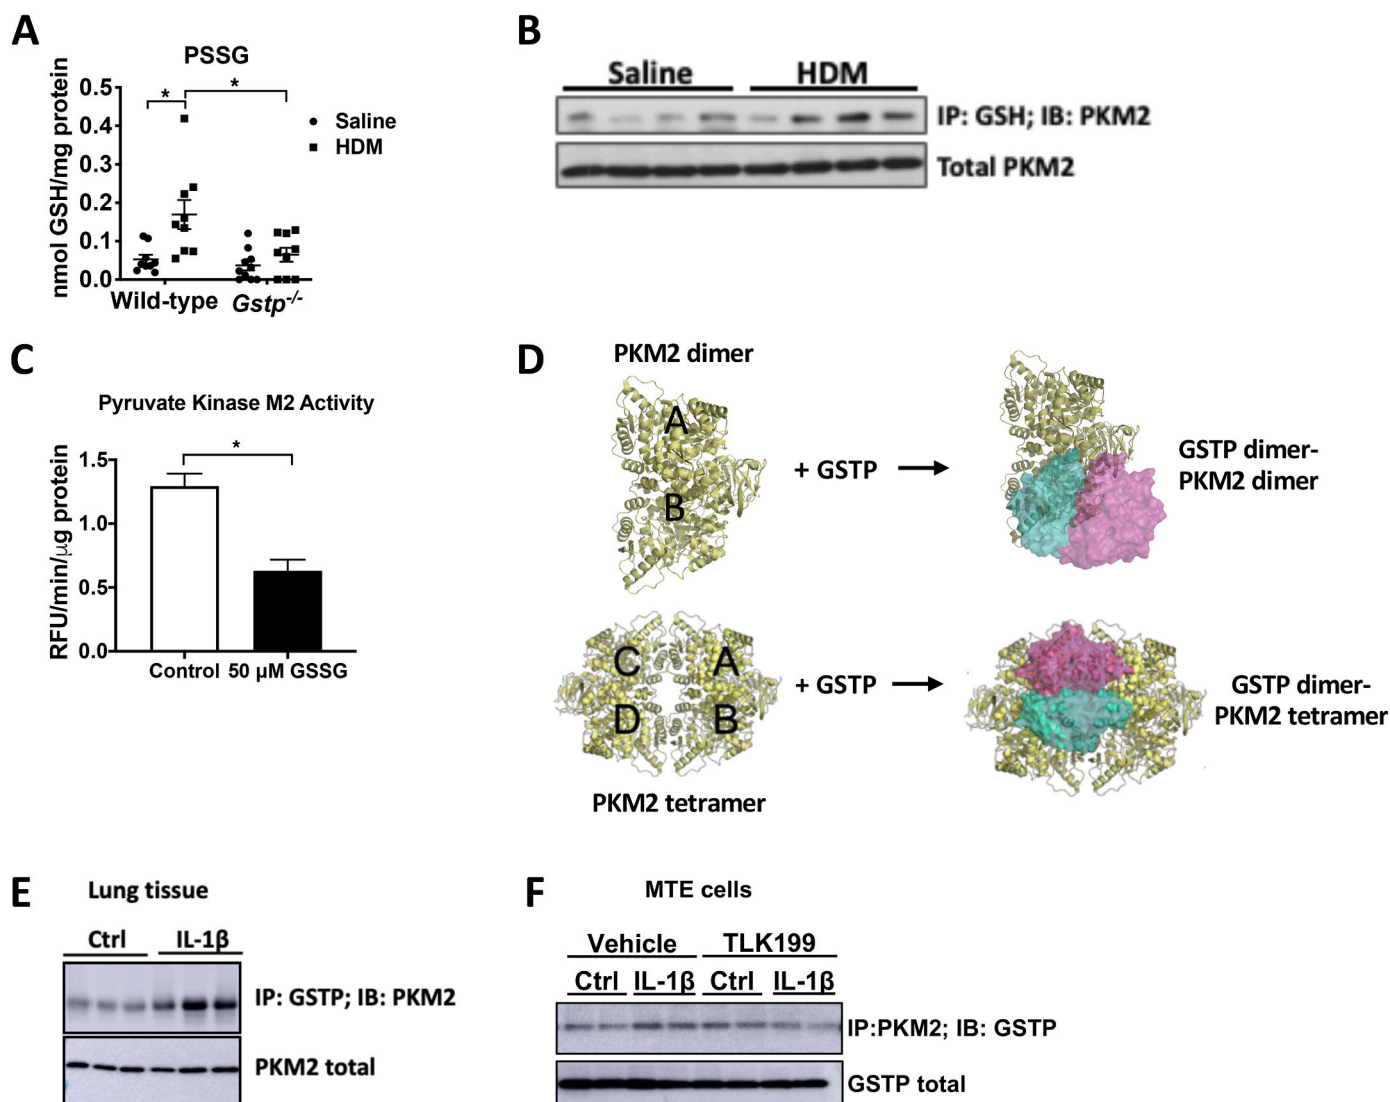 A
PSSG
nmol GSH/mg protein
0.5
0.4
0.3
0.2
0.1
0.0
*
*
Saline
HDM
Wild-type
Gstp-/-
B
Saline HDM
IP: GSH; IB: PKM2
Total PKM2
C
Pyruvate Kinase M2 Activity
RFU/min/µg protein
1.5
1.0
0.5
0.0
*
Control 50 µM GSSG
D
PKM2 dimer
A
B
+ GSTP
GSTP dimer-
PKM2 dimer
C A
D B
+ GSTP
GSTP dimer-
PKM2 tetramer
PKM2 tetramer
E
Lung tissue
Ctrl IL-1β
IP: GSTP; IB: PKM2
PKM2 total
F
MTE cells
Vehicle TLK199
Ctrl IL-1β Ctrl IL-1β
IP:PKM2; IB: GSTP
GSTP total